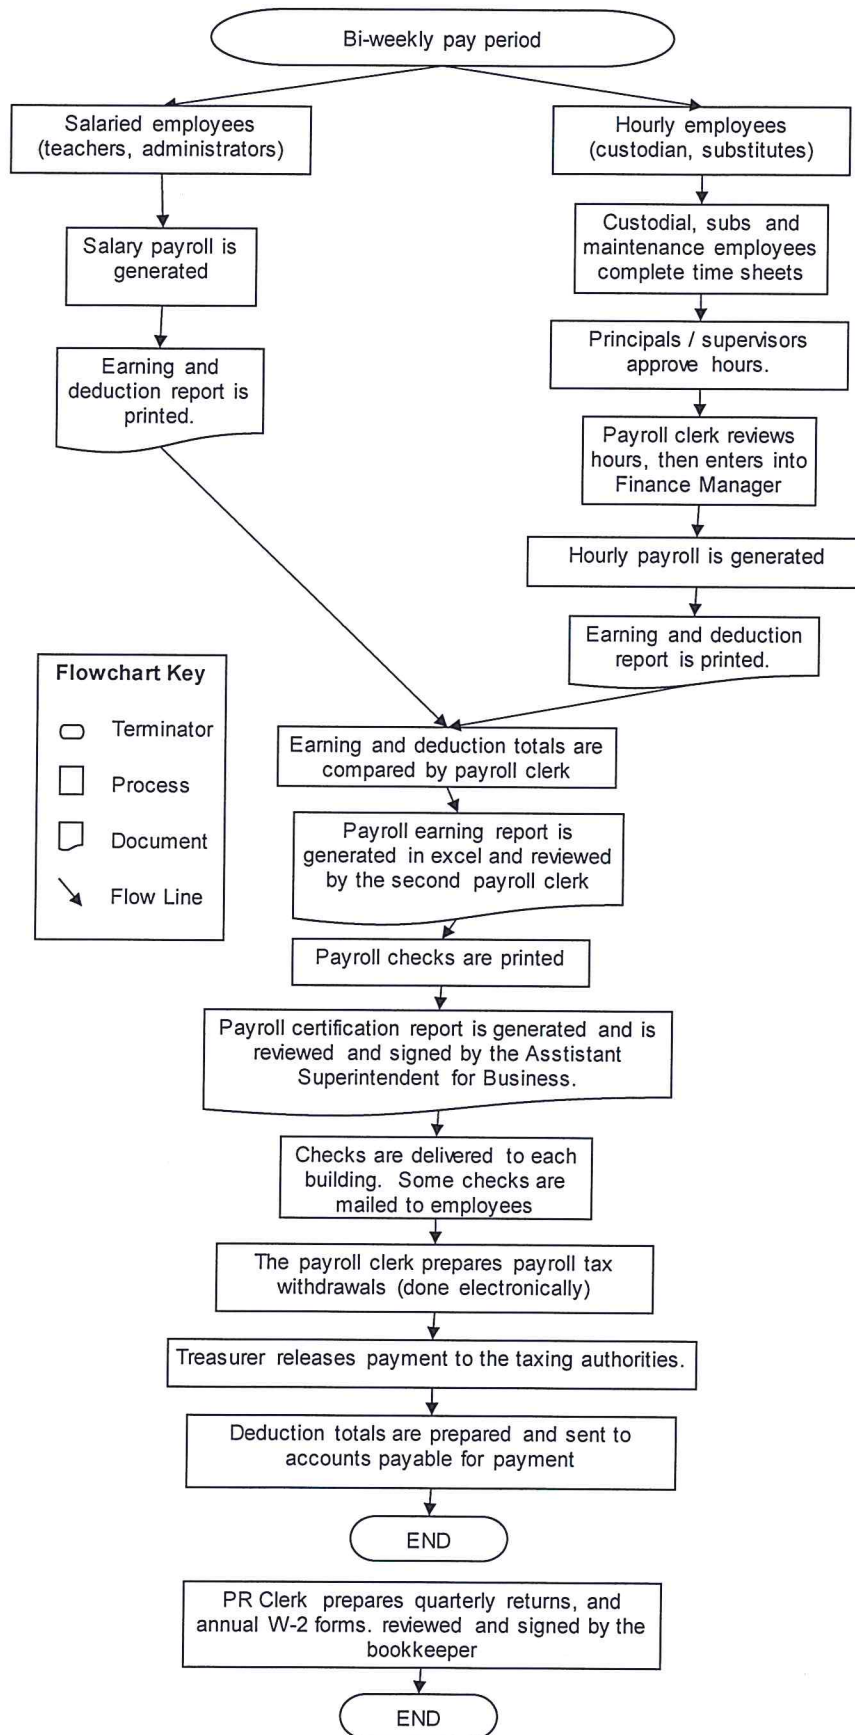 Bi-weekly pay period
Salaried employees
(teachers, administrators)
Hourly employees
(custodian, substitutes)
Salary payroll is
generated
Custodial, subs and
maintenance employees
complete time sheets
Earning and
deduction report is
printed.
Principals / supervisors
approve hours.
Payroll clerk reviews
hours, then enters into
Finance Manager
Hourly payroll is generated
Earning and deduction
report is printed.
Flowchart Key
Terminator
Process
Document
Flow Line
Earning and deduction totals are
compared by payroll clerk
Payroll earning report is
generated in excel and reviewed
by the second payroll clerk
Payroll checks are printed
Payroll certification report is generated and is
reviewed and signed by the Asstistant
Superintendent for Business.
Checks are delivered to each
building. Some checks are
mailed to employees
The payroll clerk prepares payroll tax
withdrawals (done electronically)
Treasurer releases payment to the taxing authorities.
Deduction totals are prepared and sent to
accounts payable for payment
END
PR Clerk prepares quarterly returns, and
annual W-2 forms. reviewed and signed by the
bookkeeper
END